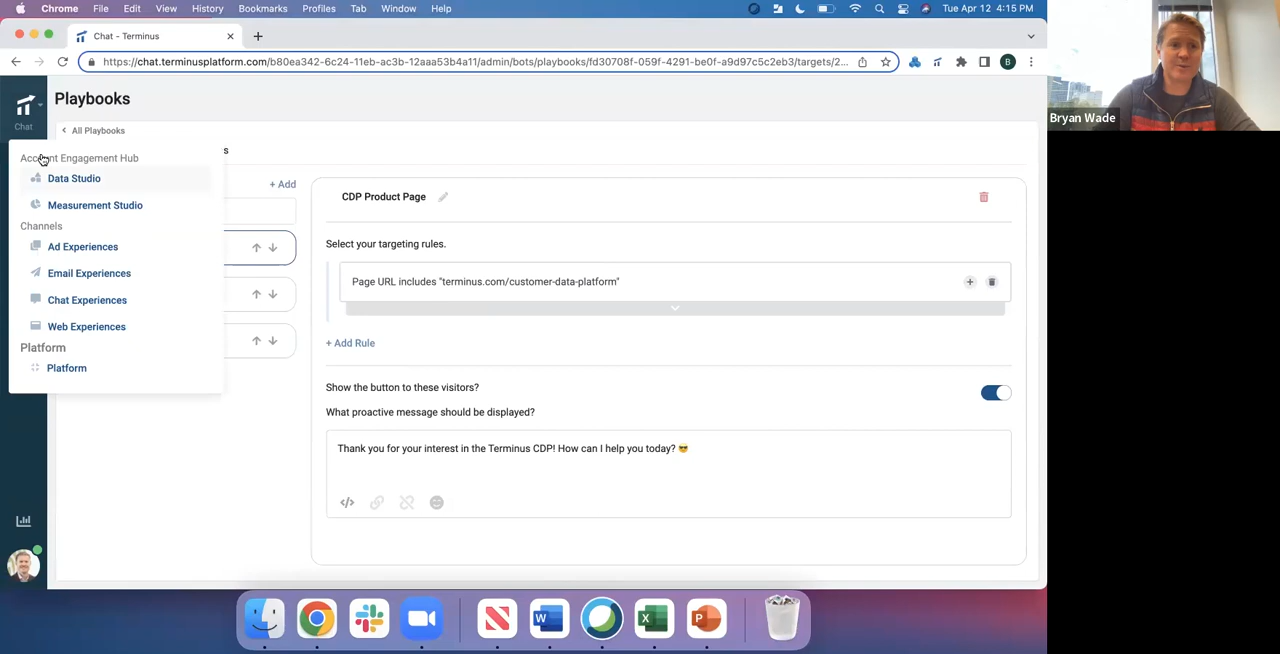 Chrome File Edit View History Bookmarks Profiles Tab Window Help Tue Apr 12 4:15 PM
Chat - Terminus
https://chat.terminusplatform.com/b80ea342-6c24-11eb-ac3b-12aaa53b4a11/admin/bots/playbooks/fd30708f-059f-4291-be0f-a9d97c5c2eb3/targets/2...
B
Bryan Wade
Chat
Playbooks
All Playbooks
s
Account Engagement Hub
Data Studio
Measurement Studio
Channels
Ad Experiences
Email Experiences
Chat Experiences
Web Experiences
Platform
Platform
+ Add
CDP Product Page
Select your targeting rules.
Page URL includes "terminus.com/customer-data-platform"
+ Add Rule
Show the button to these visitors?
What proactive message should be displayed?
Thank you for your interest in the Terminus CDP! How can I help you today? 😎